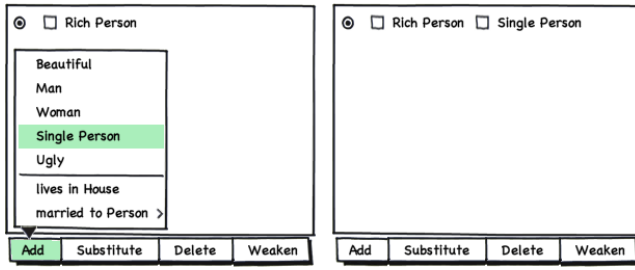 Rich Person
Beautiful
Man
Woman
Single Person
Ugly
lives in House
married to Person >
Add Substitute Delete Weaken
Rich Person Single Person
Add Substitute Delete Weaken